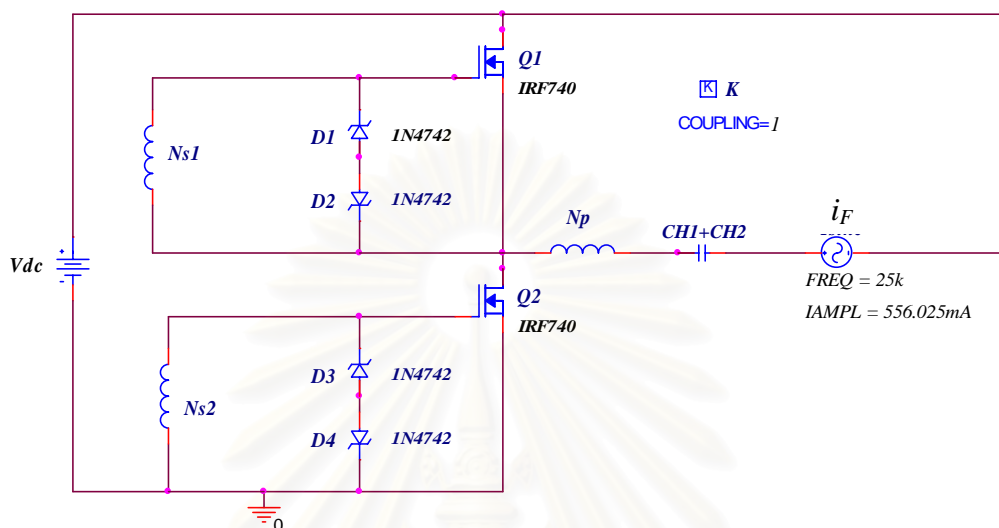 Q1
IRF740
K K
COUPLING=1
D1 1N4742
Ns1
D2 1N4742
Np
CH1+CH2
iF
Vdc
+
-
+ -
FREQ = 25k
IAMPL = 556.025mA
Q2
IRF740
D3 1N4742
Ns2
D4 1N4742
0